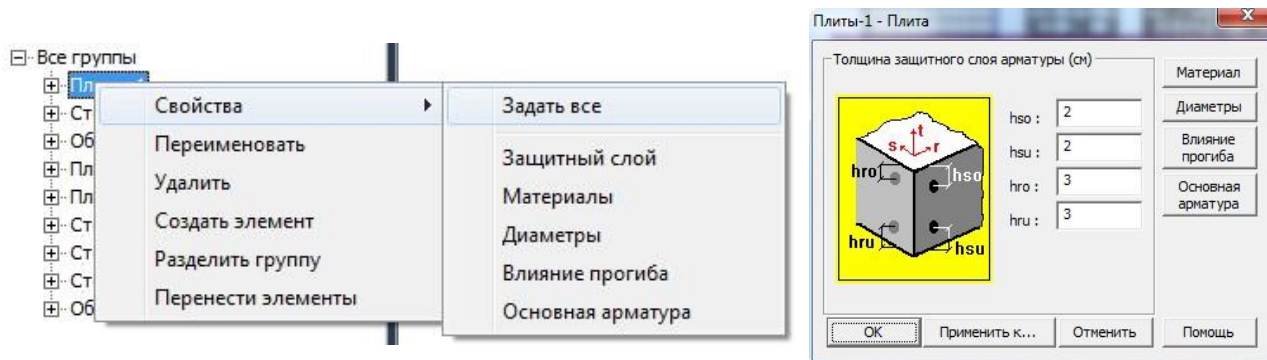 Все группы
Пл
Ст
Об
Пл
Пл
Ст
Ст
Об
Свойства
Переименовать
Удалить
Создать элемент
Разделить группу
Перенести элементы
Задать все
Защитный слой
Материалы
Диаметры
Влияние прогиба
Основная арматура
Плиты-1 - Плита
X
Толщина защитного слоя арматуры (см)
t
s r
hro hso
hru hsu
hso : 2
hsu : 2
hro : 3
hru : 3
Материал
Диаметры
Влияние
прогиба
Основная
арматура
OK Применить к... Отменить Помощь